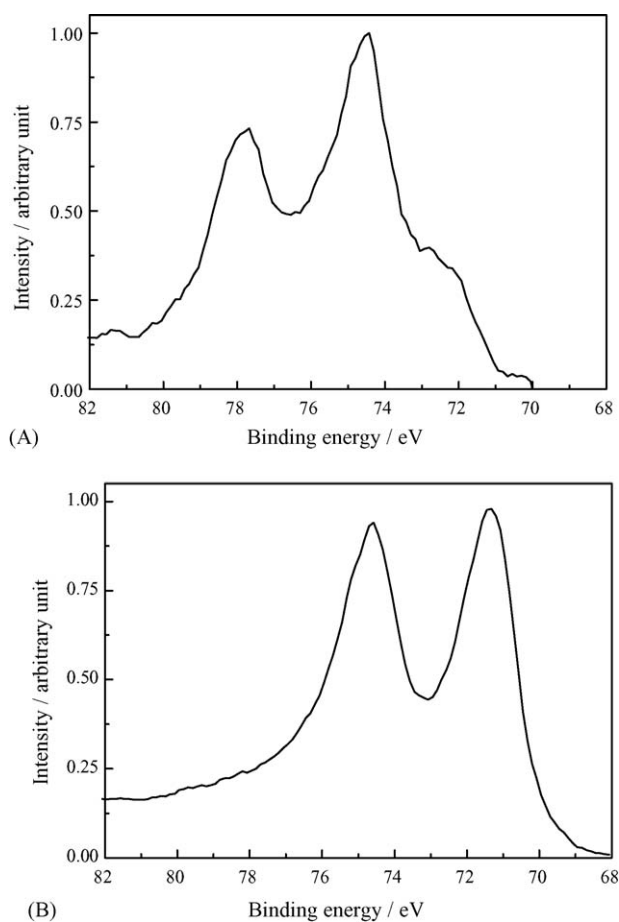 1.00
0.75
0.50
0.25
0.00
Intensity / arbitrary unit
82 80 78 76 74 72 70 68
(A) Binding energy / eV
1.00
0.75
0.50
0.25
0.00
Intensity / arbitrary unit
82 80 78 76 74 72 70 68
(B) Binding energy / eV